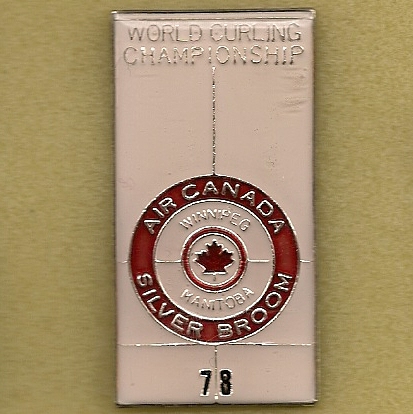 WORLD CURLING
CHAMPIONSHIP
AIR CANADA
WINNIPEG
MANITOBA
SILVER BROOM
78